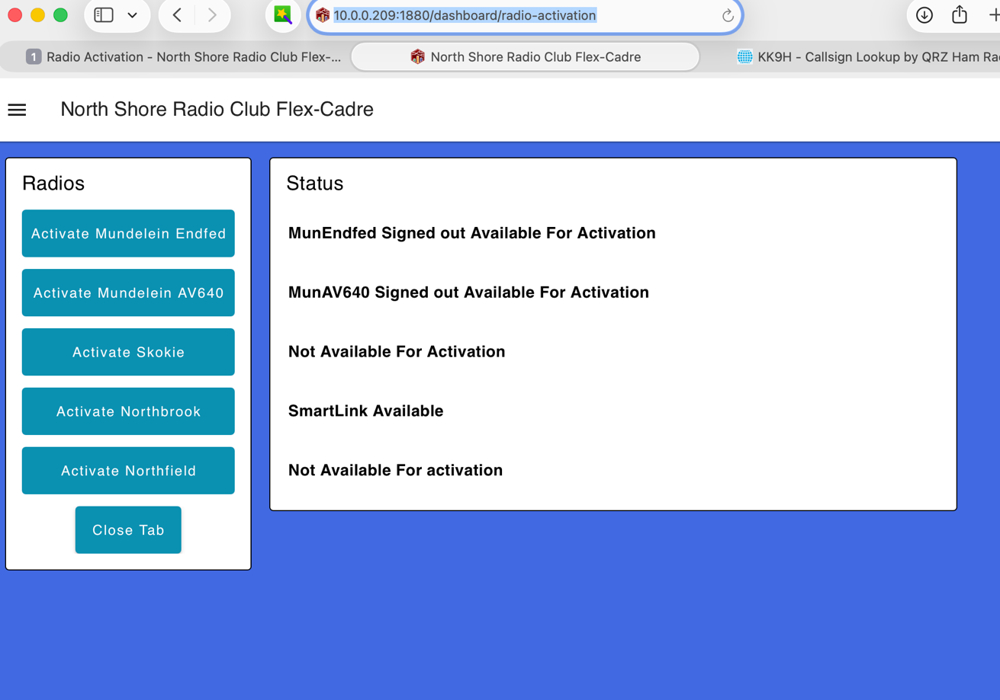 10.0.0.209:1880/dashboard/radio-activation
1 Radio Activation - North Shore Radio Club Flex-...
North Shore Radio Club Flex-Cadre
KK9H - Callsign Lookup by QRZ Ham Ra
North Shore Radio Club Flex-Cadre
Radios
Activate Mundelein Endfed
Activate Mundelein AV640
Activate Skokie
Activate Northbrook
Activate Northfield
Close Tab
Status
MunEndfed Signed out Available For Activation
MunAV640 Signed out Available For Activation
Not Available For Activation
SmartLink Available
Not Available For activation